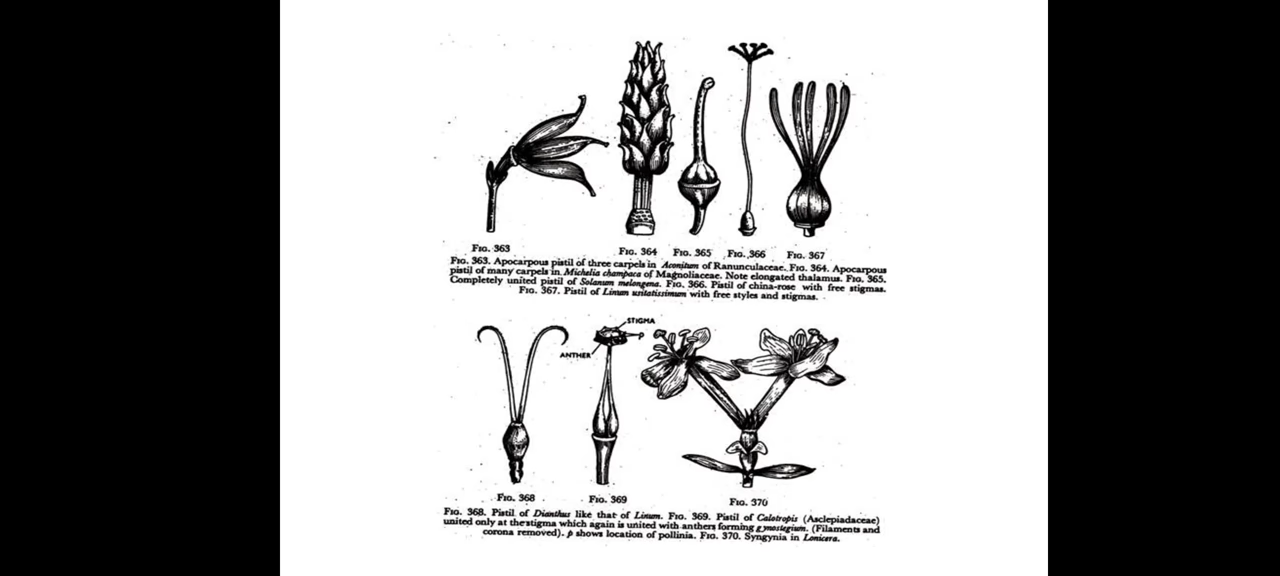 FIG. 363
FIG. 364
FIG. 365
FIG. 366
FIG. 367
FIG. 363. Apocarpous pistil of three carpels in Aconitum of Ranunculaceae. FIG. 364. Apocarpous
pistil of many carpels in Michelia champaca of Magnoliaceae. Note elongated thalamus. FIG. 365.
Completely united pistil of Solanum melongena. FIG. 366. Pistil of china-rose with free stigmas.
FIG. 367. Pistil of Linum usitatissimum with free styles and stigmas.
STIGMA
p
ANTHER
FIG. 368
FIG. 369
FIG. 370
FIG. 368. Pistil of Dianthus like that of Linum. FIG. 369. Pistil of Calotropis (Asclepiadaceae)
united only at the stigma which again is united with anthers forming gynostegium. (Filaments and
corona removed). p shows location of pollinia. FIG. 370. Syngynia in Lonicera.